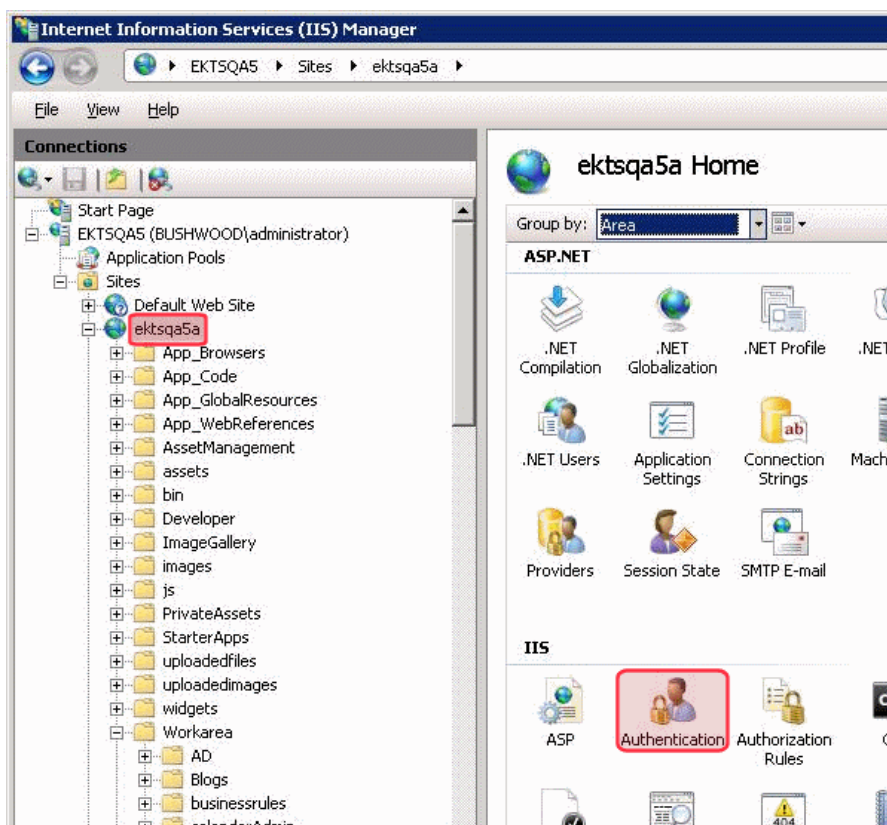 Internet Information Services (IIS) Manager
EKTSQA5 Sites ektsqa5a
File View Help
Connections
Start Page
EKTSQA5 (BUSHWOOD\administrator)
Application Pools
Sites
Default Web Site
ektsqa5a
App_Browsers
App_Code
App_GlobalResources
App_WebReferences
AssetManagement
assets
bin
Developer
ImageGallery
images
js
PrivateAssets
StarterApps
uploadedfiles
uploadedimages
widgets
Workarea
AD
Blogs
businessrules
ektsqa5a Home
Group by: Area
ASP.NET
.NET Compilation
.NET Globalization
.NET Profile
.NET
.NET Users
Application Settings
Connection Strings
Mach
Providers
Session State
SMTP E-mail
IIS
ASP
Authentication
Authorization Rules
404